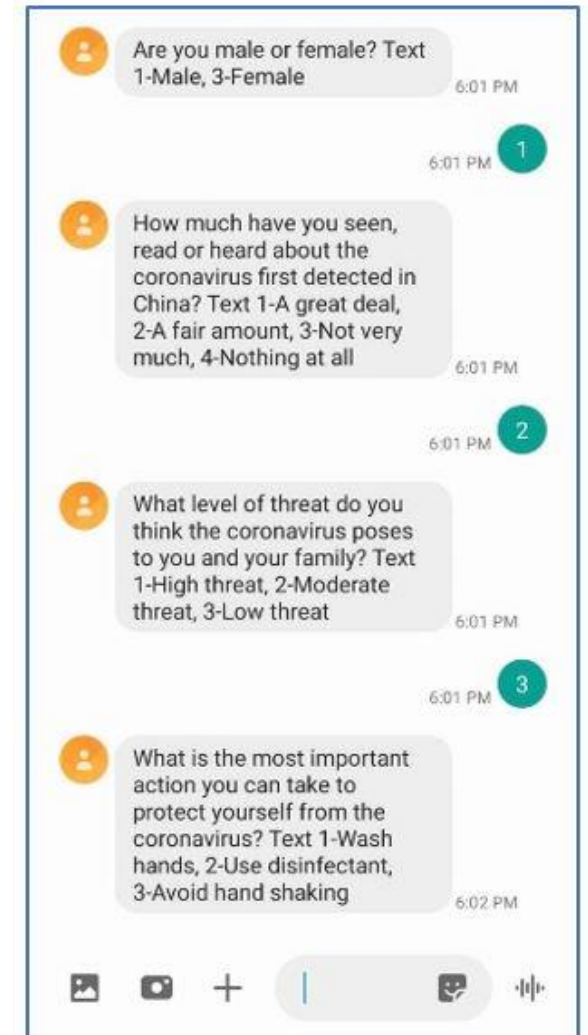 Are you male or female? Text
1-Male, 3-Female
6:01 PM
6:01 PM
1
How much have you seen,
read or heard about the
coronavirus first detected in
China? Text 1-A great deal,
2-A fair amount, 3-Not very
much, 4-Nothing at all
6:01 PM
6:01 PM
2
What level of threat do you
think the coronavirus poses
to you and your family? Text
1-High threat, 2-Moderate
threat, 3-Low threat
6:01 PM
6:01 PM
3
What is the most important
action you can take to
protect yourself from the
coronavirus? Text 1-Wash
hands, 2-Use disinfectant,
3-Avoid hand shaking
6:02 PM